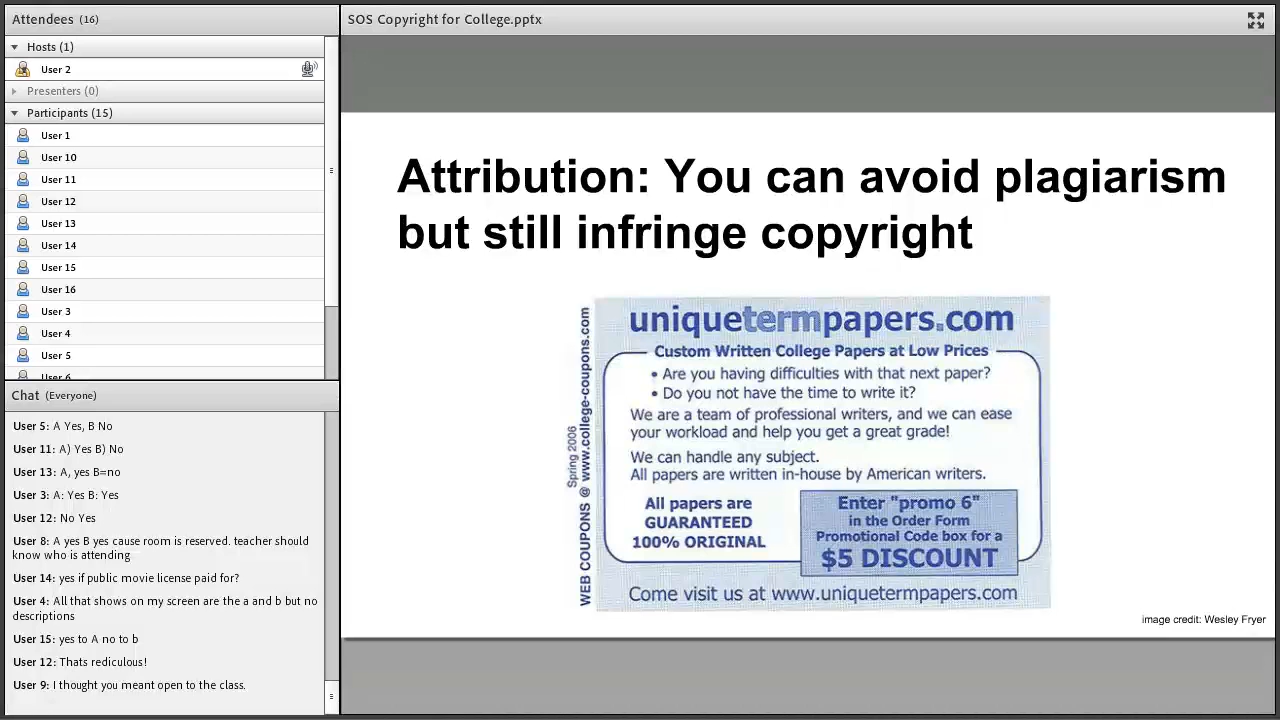 Attendees (16)
Hosts (1)
User 2
Presenters (0)
Participants (15)
User 1
User 10
User 11
User 12
User 13
User 14
User 15
User 16
User 3
User 4
User 5
User 6
Chat (Everyone)
User 5: A Yes, B No
User 11: A) Yes B) No
User 13: A, yes B=no
User 3: A: Yes B: Yes
User 12: No Yes
User 8: A yes B yes cause room is reserved. teacher should
know who is attending
User 14: yes if public movie license paid for?
User 4: All that shows on my screen are the a and b but no
descriptions
User 15: yes to A no to b
User 12: Thats rediculous!
User 9: I thought you meant open to the class.
SOS Copyright for College.pptx
Attribution: You can avoid plagiarism
but still infringe copyright
Spring 2006
WEB COUPONS @ www.college-coupons.com
uniquetermpapers.com
Custom Written College Papers at Low Prices
• Are you having difficulties with that next paper?
• Do you not have the time to write it?
We are a team of professional writers, and we can ease
your workload and help you get a great grade!
We can handle any subject.
All papers are written in-house by American writers.
All papers are
GUARANTEED
100% ORIGINAL
Enter "promo 6"
in the Order Form
Promotional Code box for a
$5 DISCOUNT
Come visit us at www.uniquetermpapers.com
image credit: Wesley Fryer